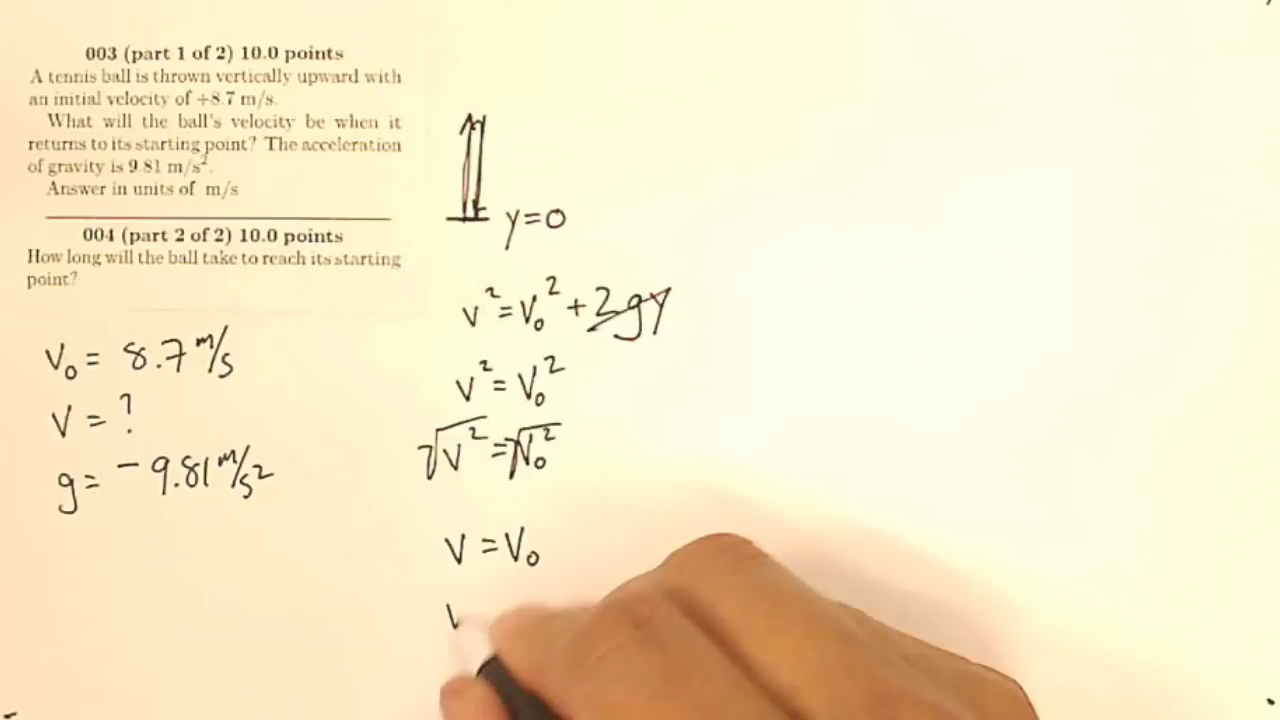 003 (part 1 of 2) 10.0 points
A tennis ball is thrown vertically upward with
an initial velocity of +8.7 m/s.
What will the ball's velocity be when it
returns to its starting point? The acceleration
of gravity is 9.81 m/s².
Answer in units of m/s
004 (part 2 of 2) 10.0 points
How long will the ball take to reach its starting
point?
V₀ = 8.7 m/s
V = ?
g = -9.81 m/s²
y=0
v² = V₀² + 2gy
v² = V₀²
√V² = √V₀²
V = V₀